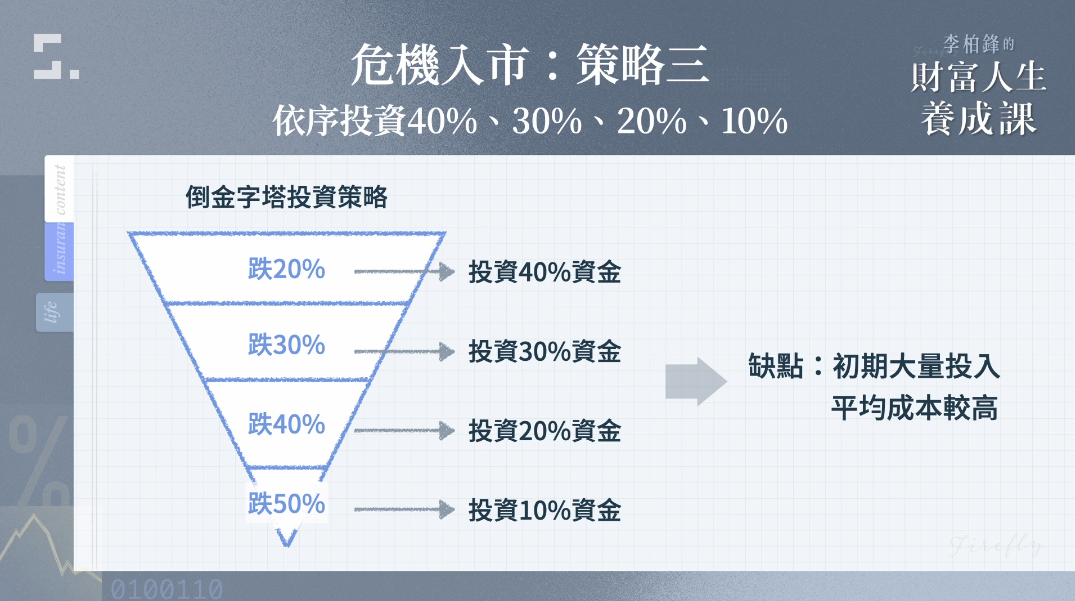 危機入市：策略三
依序投資40%、30%、20%、10%
李柏鋒的
財富人生
養成課
content
insuran
life
倒金字塔投資策略
跌20%
投資40%資金
跌30%
投資30%資金
跌40%
投資20%資金
跌50%
投資10%資金
缺點：初期大量投入
平均成本較高
%
%
Firefly
0100110